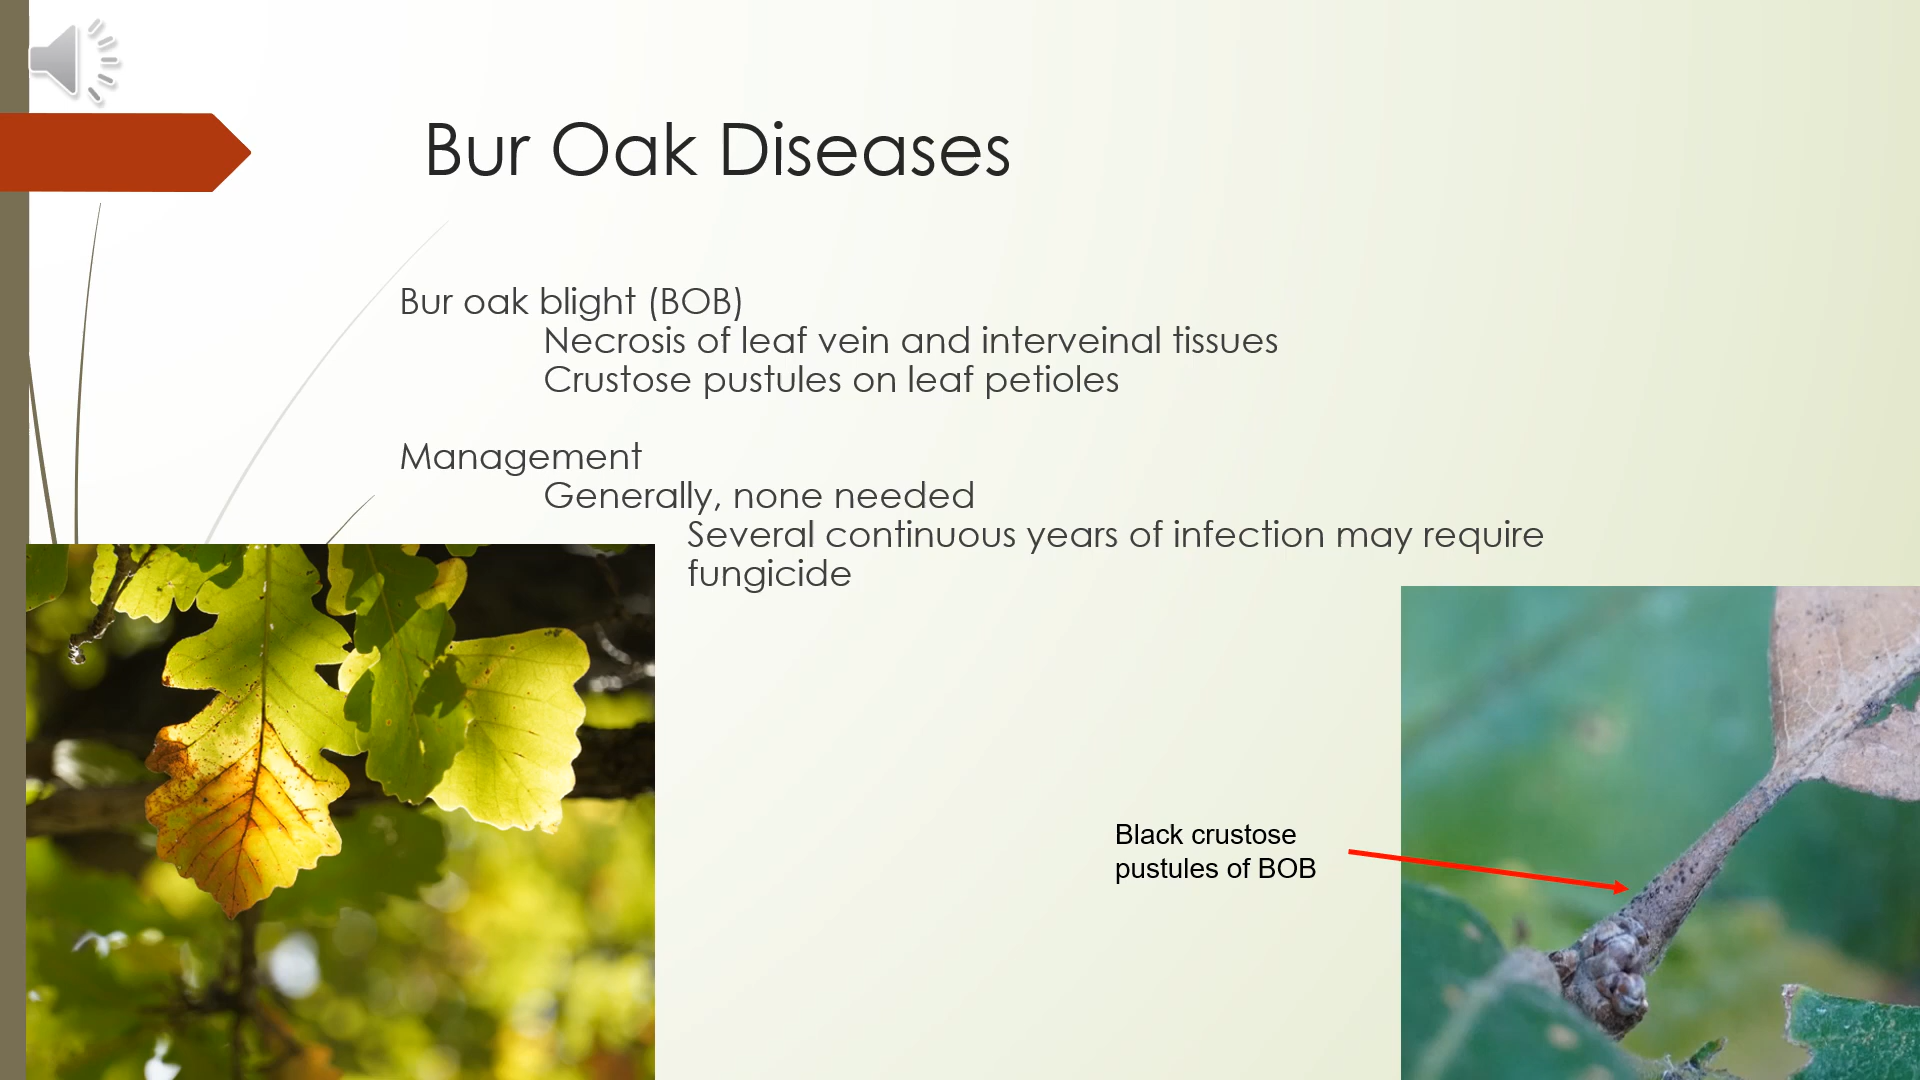 Bur Oak Diseases
Bur oak blight (BOB)
Necrosis of leaf vein and interveinal tissues
Crustose pustules on leaf petioles
Management
Generally, none needed
Several continuous years of infection may require
fungicide
Black crustose
pustules of BOB